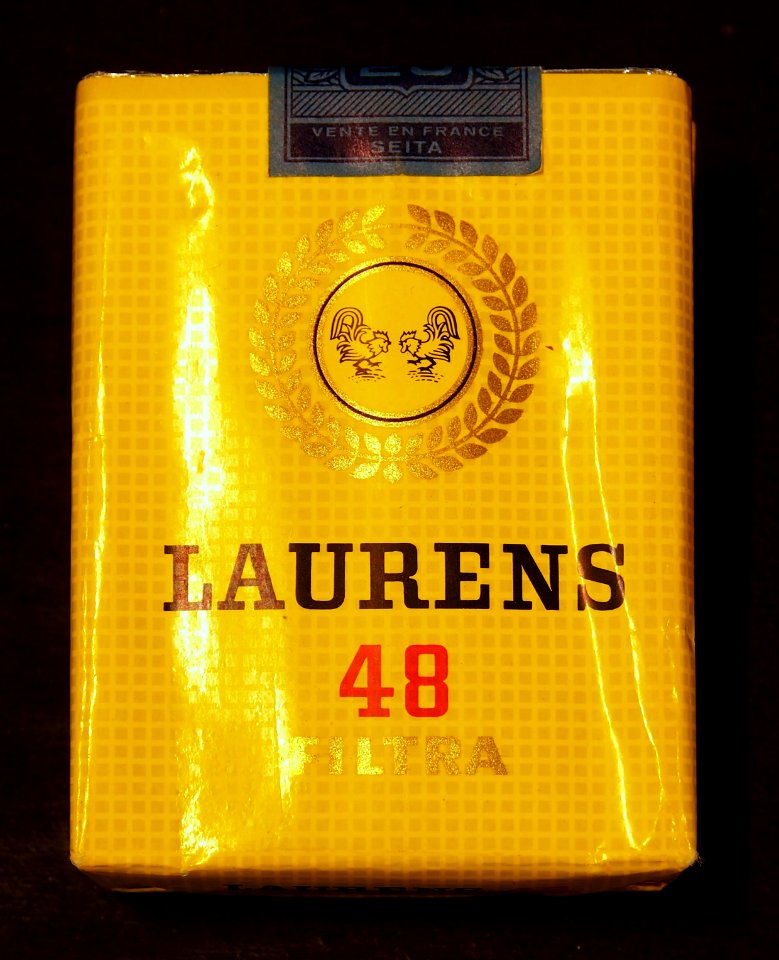 VENTE EN FRANCE
SEITA
LAURENS
48
FILTRA